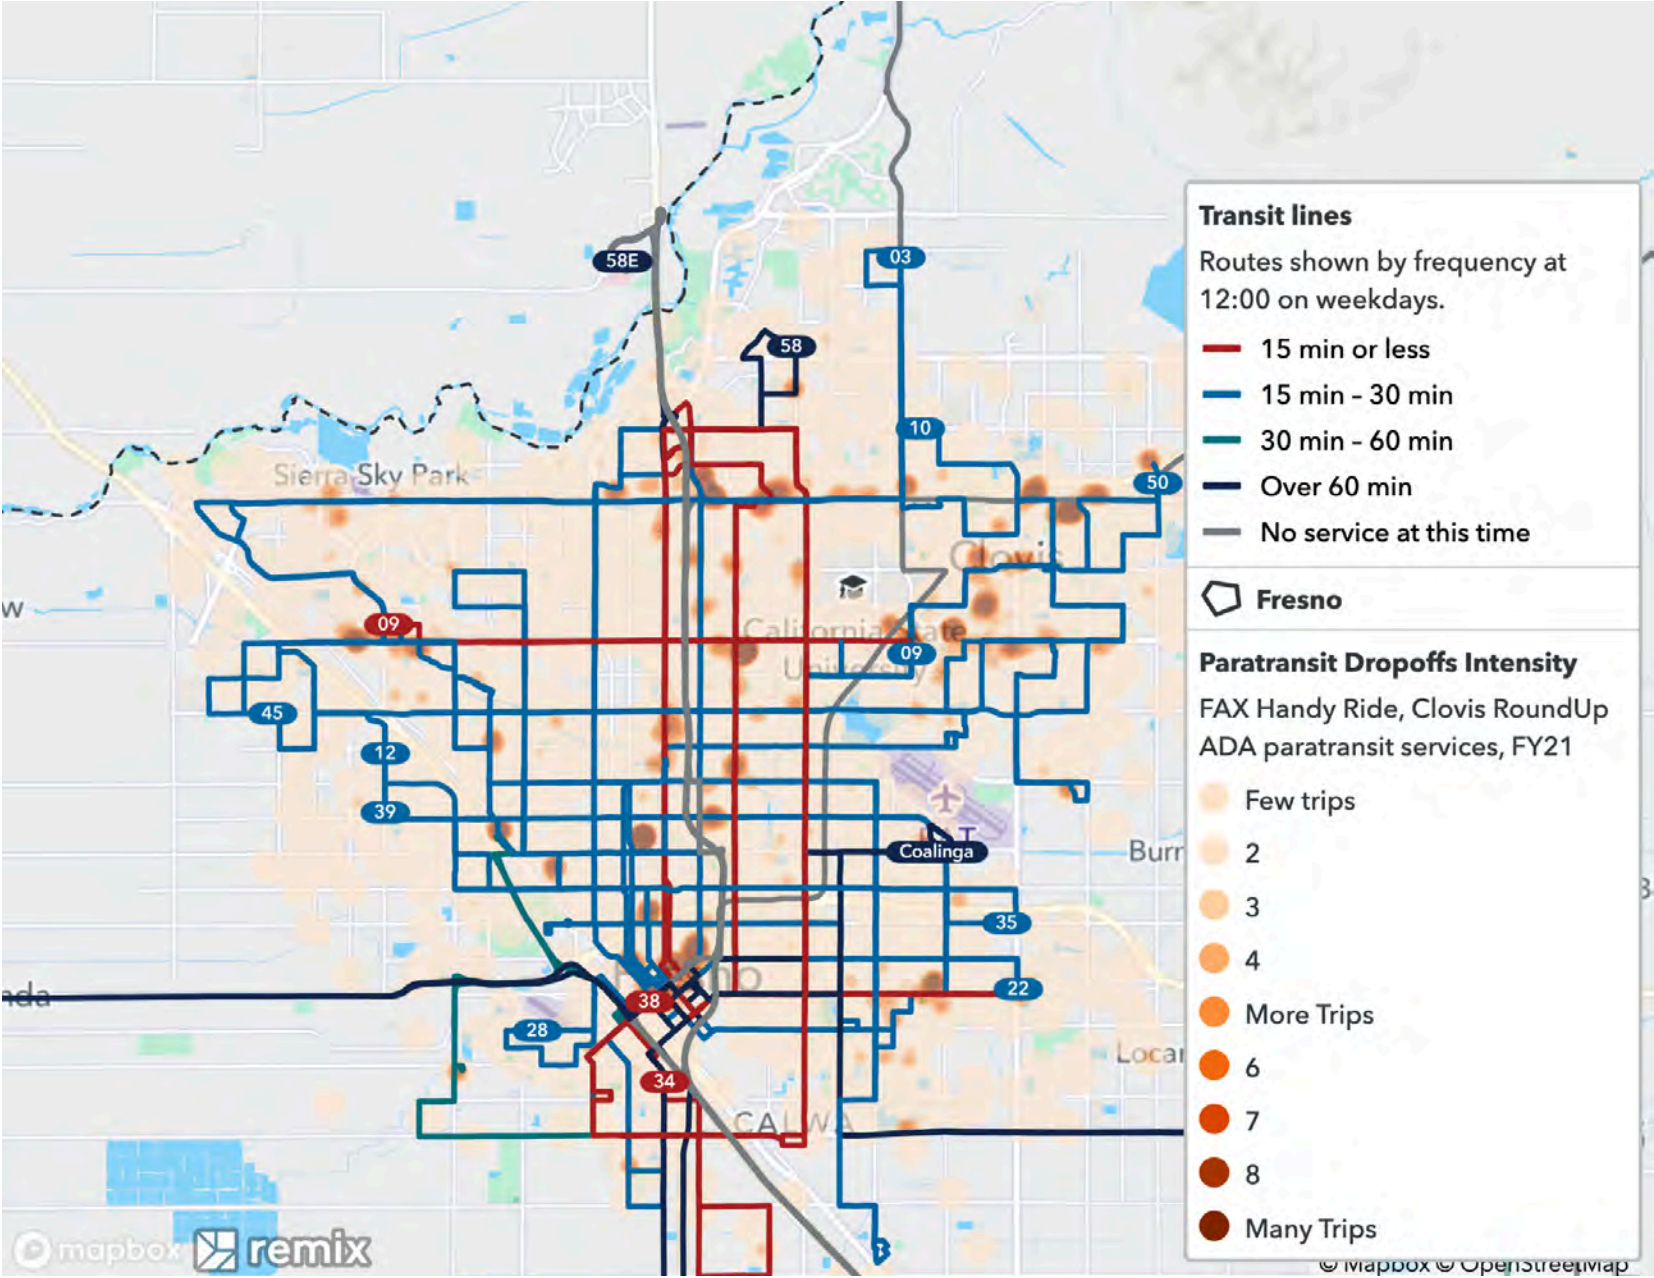 03
58E
58
10
Sierra Sky Park
50
Clovis
w
09
California State
University
09
45
12
39
Coalinga
Burr
35
22
38
28
34
Locar
CALWA
mapbox remix
Transit lines
Routes shown by frequency at
12:00 on weekdays.
15 min or less
15 min – 30 min
30 min – 60 min
Over 60 min
No service at this time
Fresno
Paratransit Dropoffs Intensity
FAX Handy Ride, Clovis RoundUp
ADA paratransit services, FY21
Few trips
2
3
4
More Trips
6
7
8
Many Trips
© Mapbox © OpenStreetMap